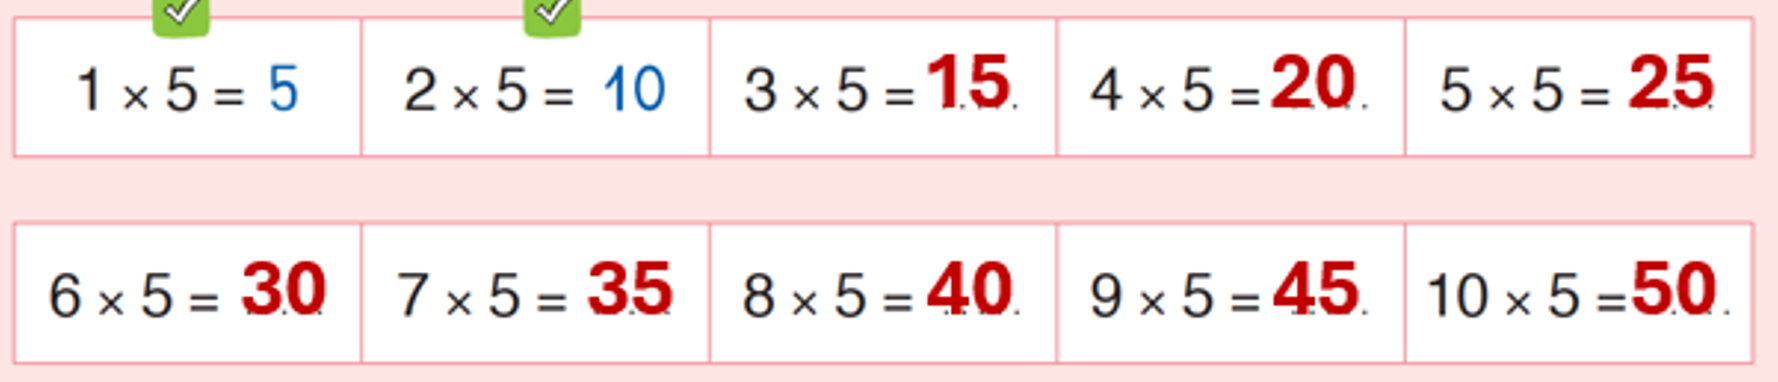 1 × 5 = 5 2 × 5 = 10 3 × 5 = 15 4 × 5 = 20 5 × 5 = 25
6 × 5 = 30 7 × 5 = 35 8 × 5 = 40 9 × 5 = 45 10 × 5 = 50